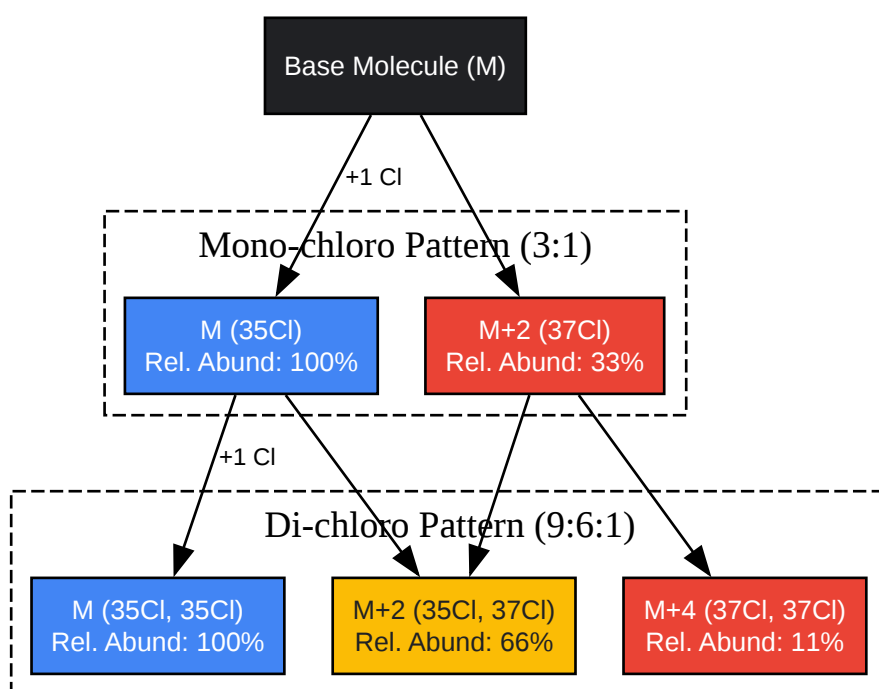 Base Molecule (M)
+1 Cl
Mono-chloro Pattern (3:1)
M (35Cl)
Rel. Abund: 100%
M+2 (37Cl)
Rel. Abund: 33%
+1 Cl
Di-chloro Pattern (9:6:1)
M (35Cl, 35Cl)
Rel. Abund: 100%
M+2 (35Cl, 37Cl)
Rel. Abund: 66%
M+4 (37Cl, 37Cl)
Rel. Abund: 11%